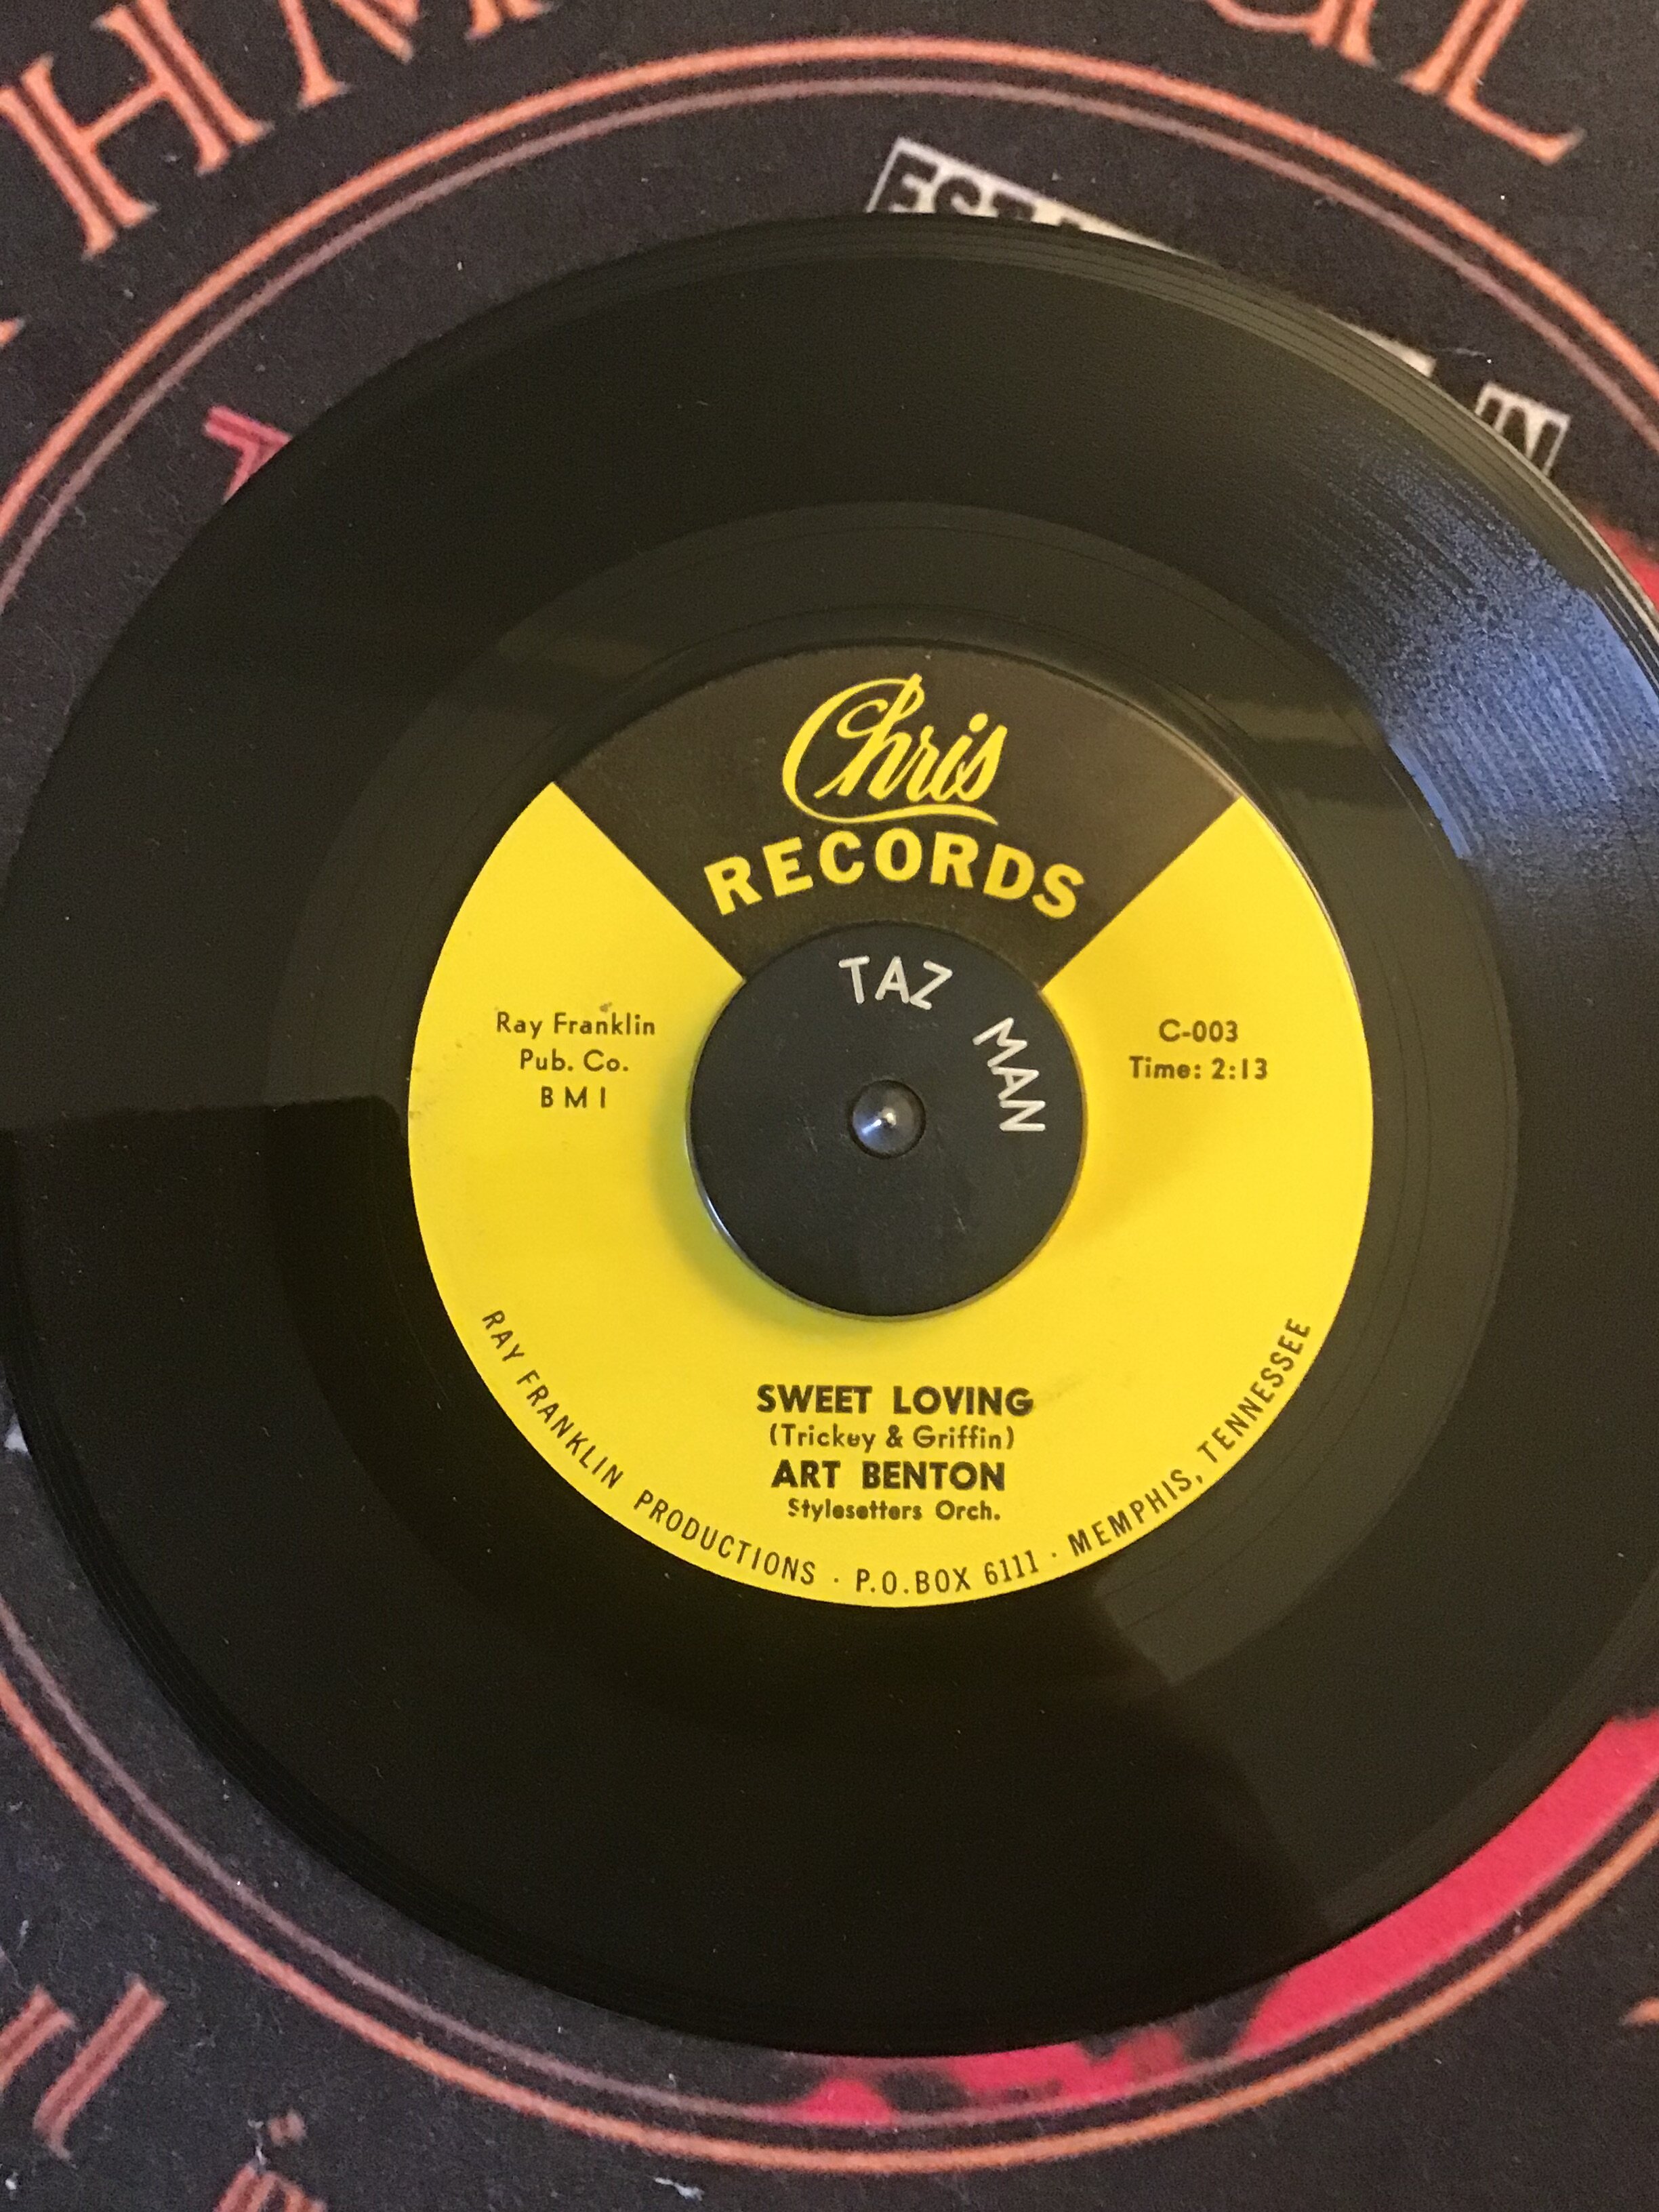 Chris
RECORDS
TAZ MAN
Ray Franklin
Pub. Co.
B M I
C-003
Time: 2:13
SWEET LOVING
(Trickey & Griffin)
ART BENTON
Stylesetters Orch.
RAY FRANKLIN PRODUCTIONS · P.O.BOX 6111 · MEMPHIS, TENNESSEE